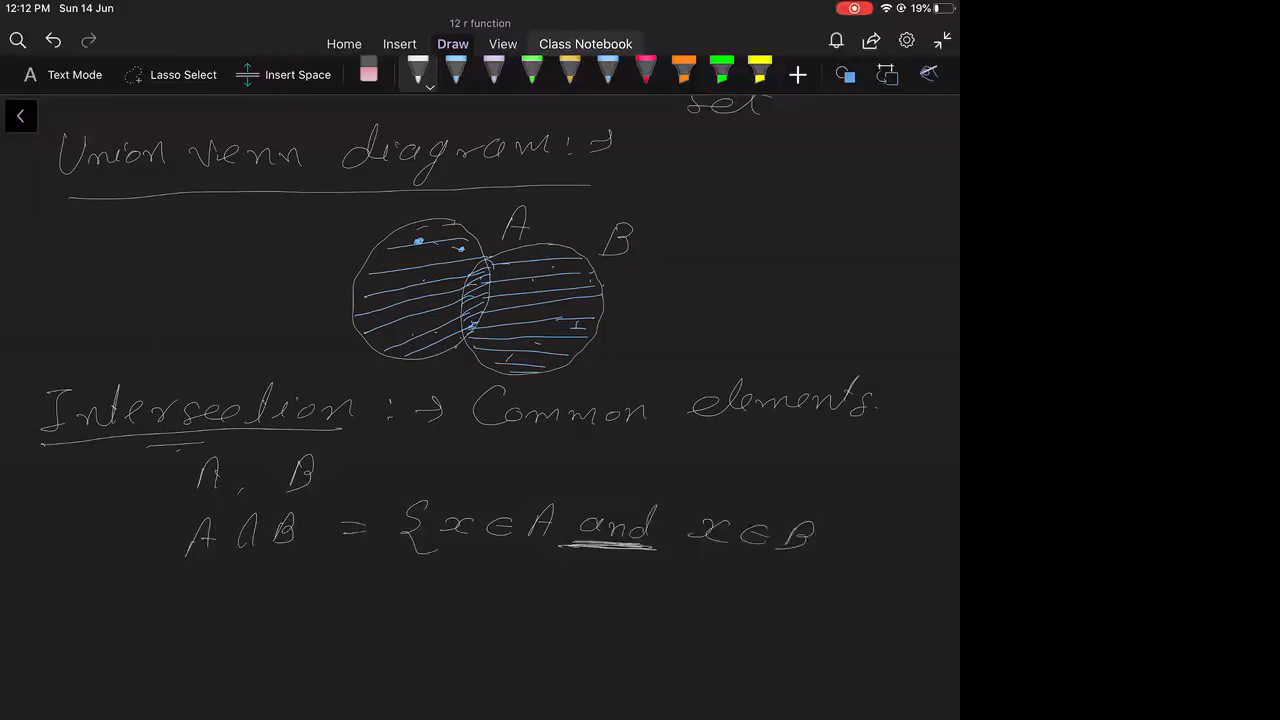 12:12 PM Sun 14 Jun
19%
12 r function
Home Insert Draw View Class Notebook
A Text Mode Lasso Select Insert Space
set
Union venn diagram :→
A
B
Intersection :→ Common elements.
A, B
A ∩ B = {x ∈ A and x ∈ B